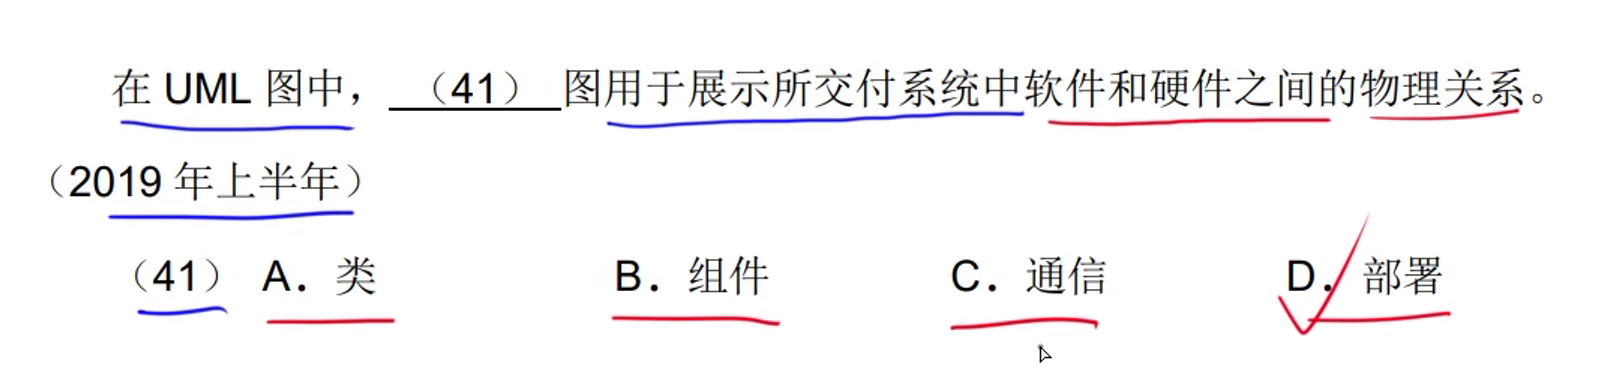 在 UML 图中，（41）图用于展示所交付系统中软件和硬件之间的物理关系。
（2019 年上半年）
（41） A．类 B．组件 C．通信 D．部署